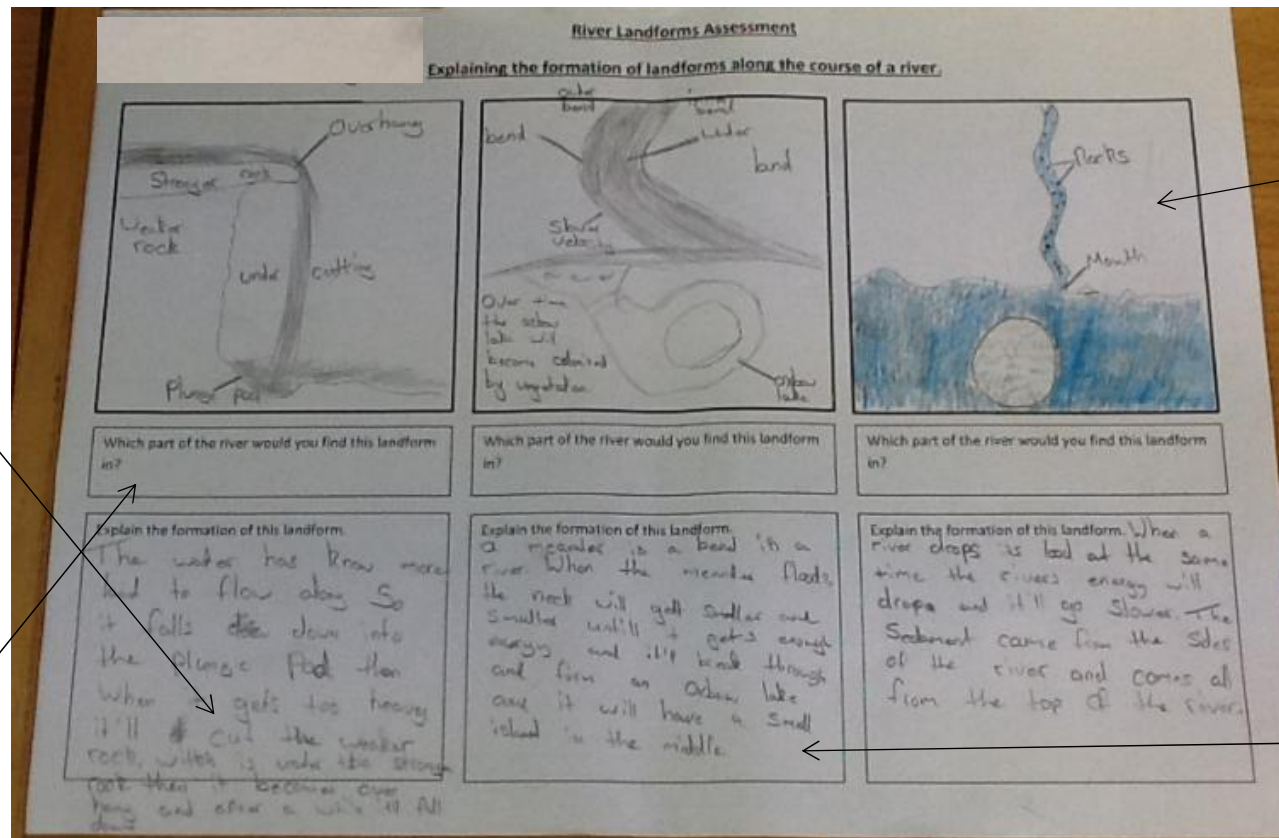 River Landforms Assessment
Explaining the formation of landforms along the course of a river.
Overhang
Stronger rock
Weaker rock
under cutting
Plunge Pool
outer bend
bend
land
Slower velocity
Over time
the oxbow
lake will
become colonised
by vegetation
oxbow lake
Rocks
Mouth
Which part of the river would you find this landform
in?
Which part of the river would you find this landform
in?
Which part of the river would you find this landform
in?
Explain the formation of this landform.
The water has know more
land to flow along So
it falls down into
the plunge Pool then
when gets too heavy
it'll cut the weaker
rock, witch is under the strong
rock then it becomes over
hang and after a while it'll fall
down
Explain the formation of this landform.
a meander is a bend in a
river. When the meander floods,
the neck will gett smaller and
smaller untill it gets enough
energy and it'll break through
and form an Oxbow lake
and it will have a Small
island in the middle
Explain the formation of this landform. When a
river drops is load at the same
time the rivers energy will
drope and it'll go Slower. The
Sediment came from the Sides
of the river and comes all
from the top of the river.